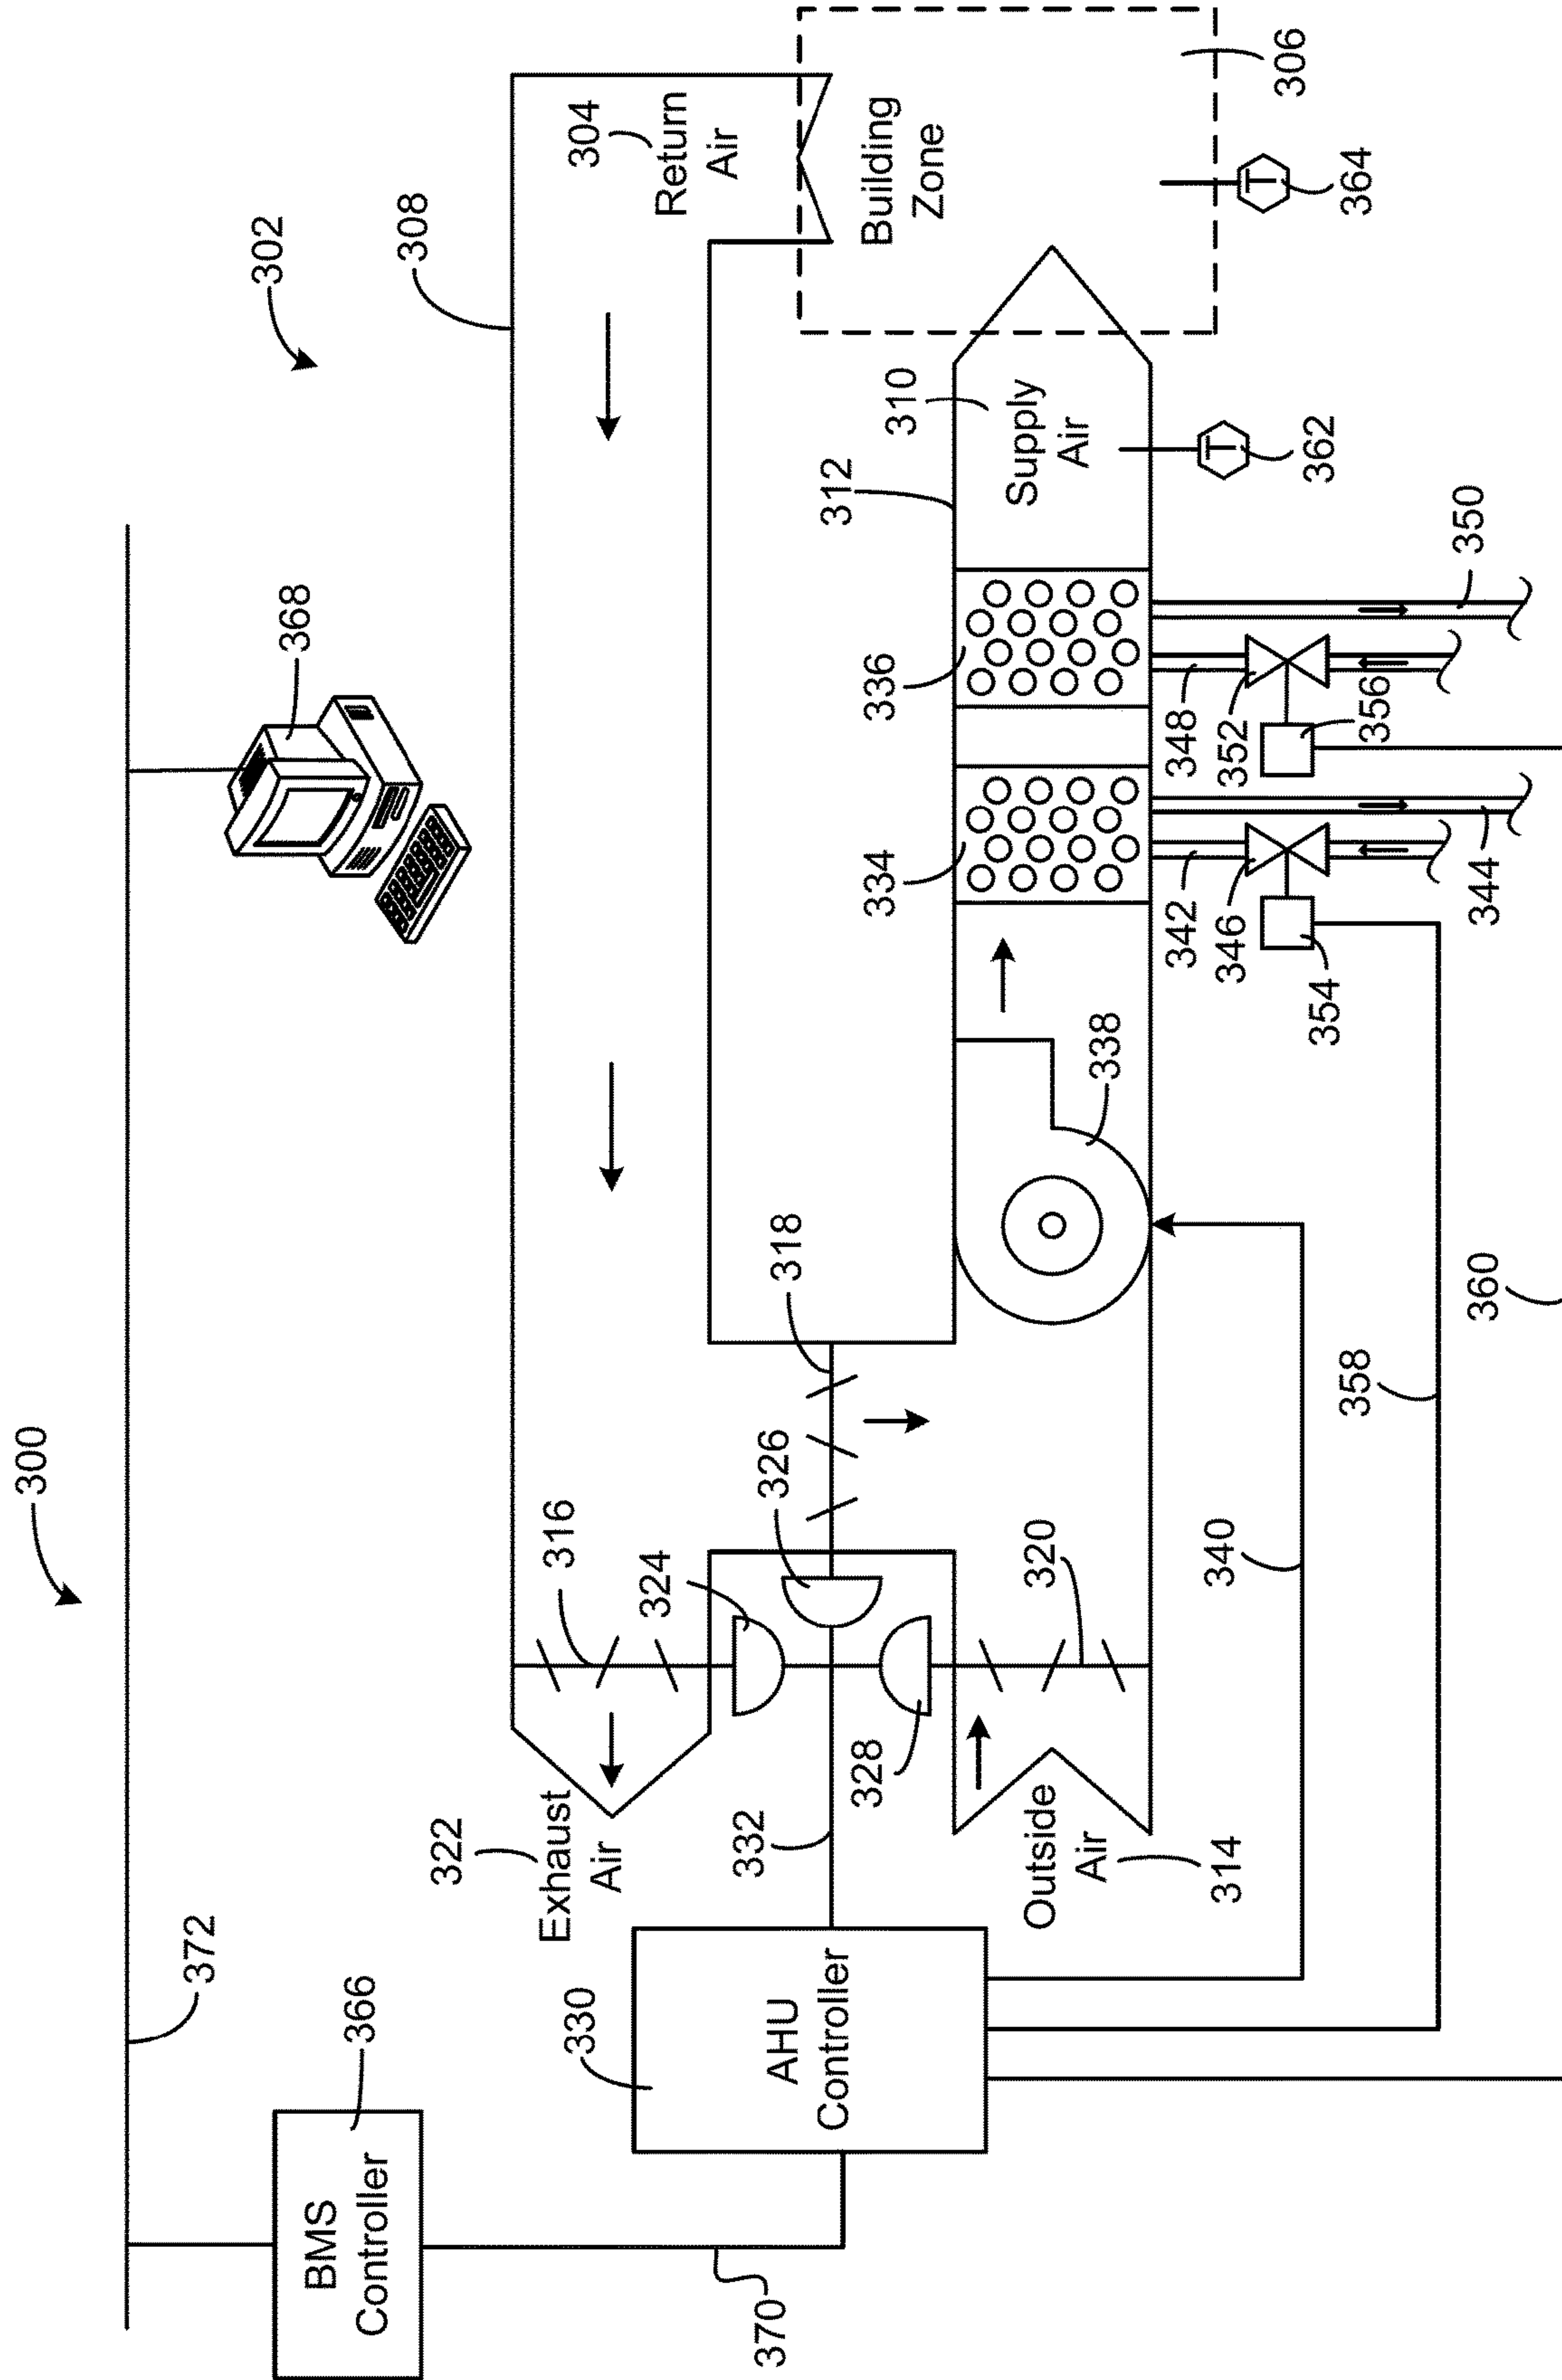 300
372
302
366
BMS
Controller
368
308
370
322
Exhaust
Air
316
304
Return
Air
330
AHU
Controller
324
332
326
318
328
Building
Zone
306
334
336
312
310
Supply
Air
Outside
Air
314
320
338
342
348
346
352
354
356
362
364
340
358
344
350
360
T
T